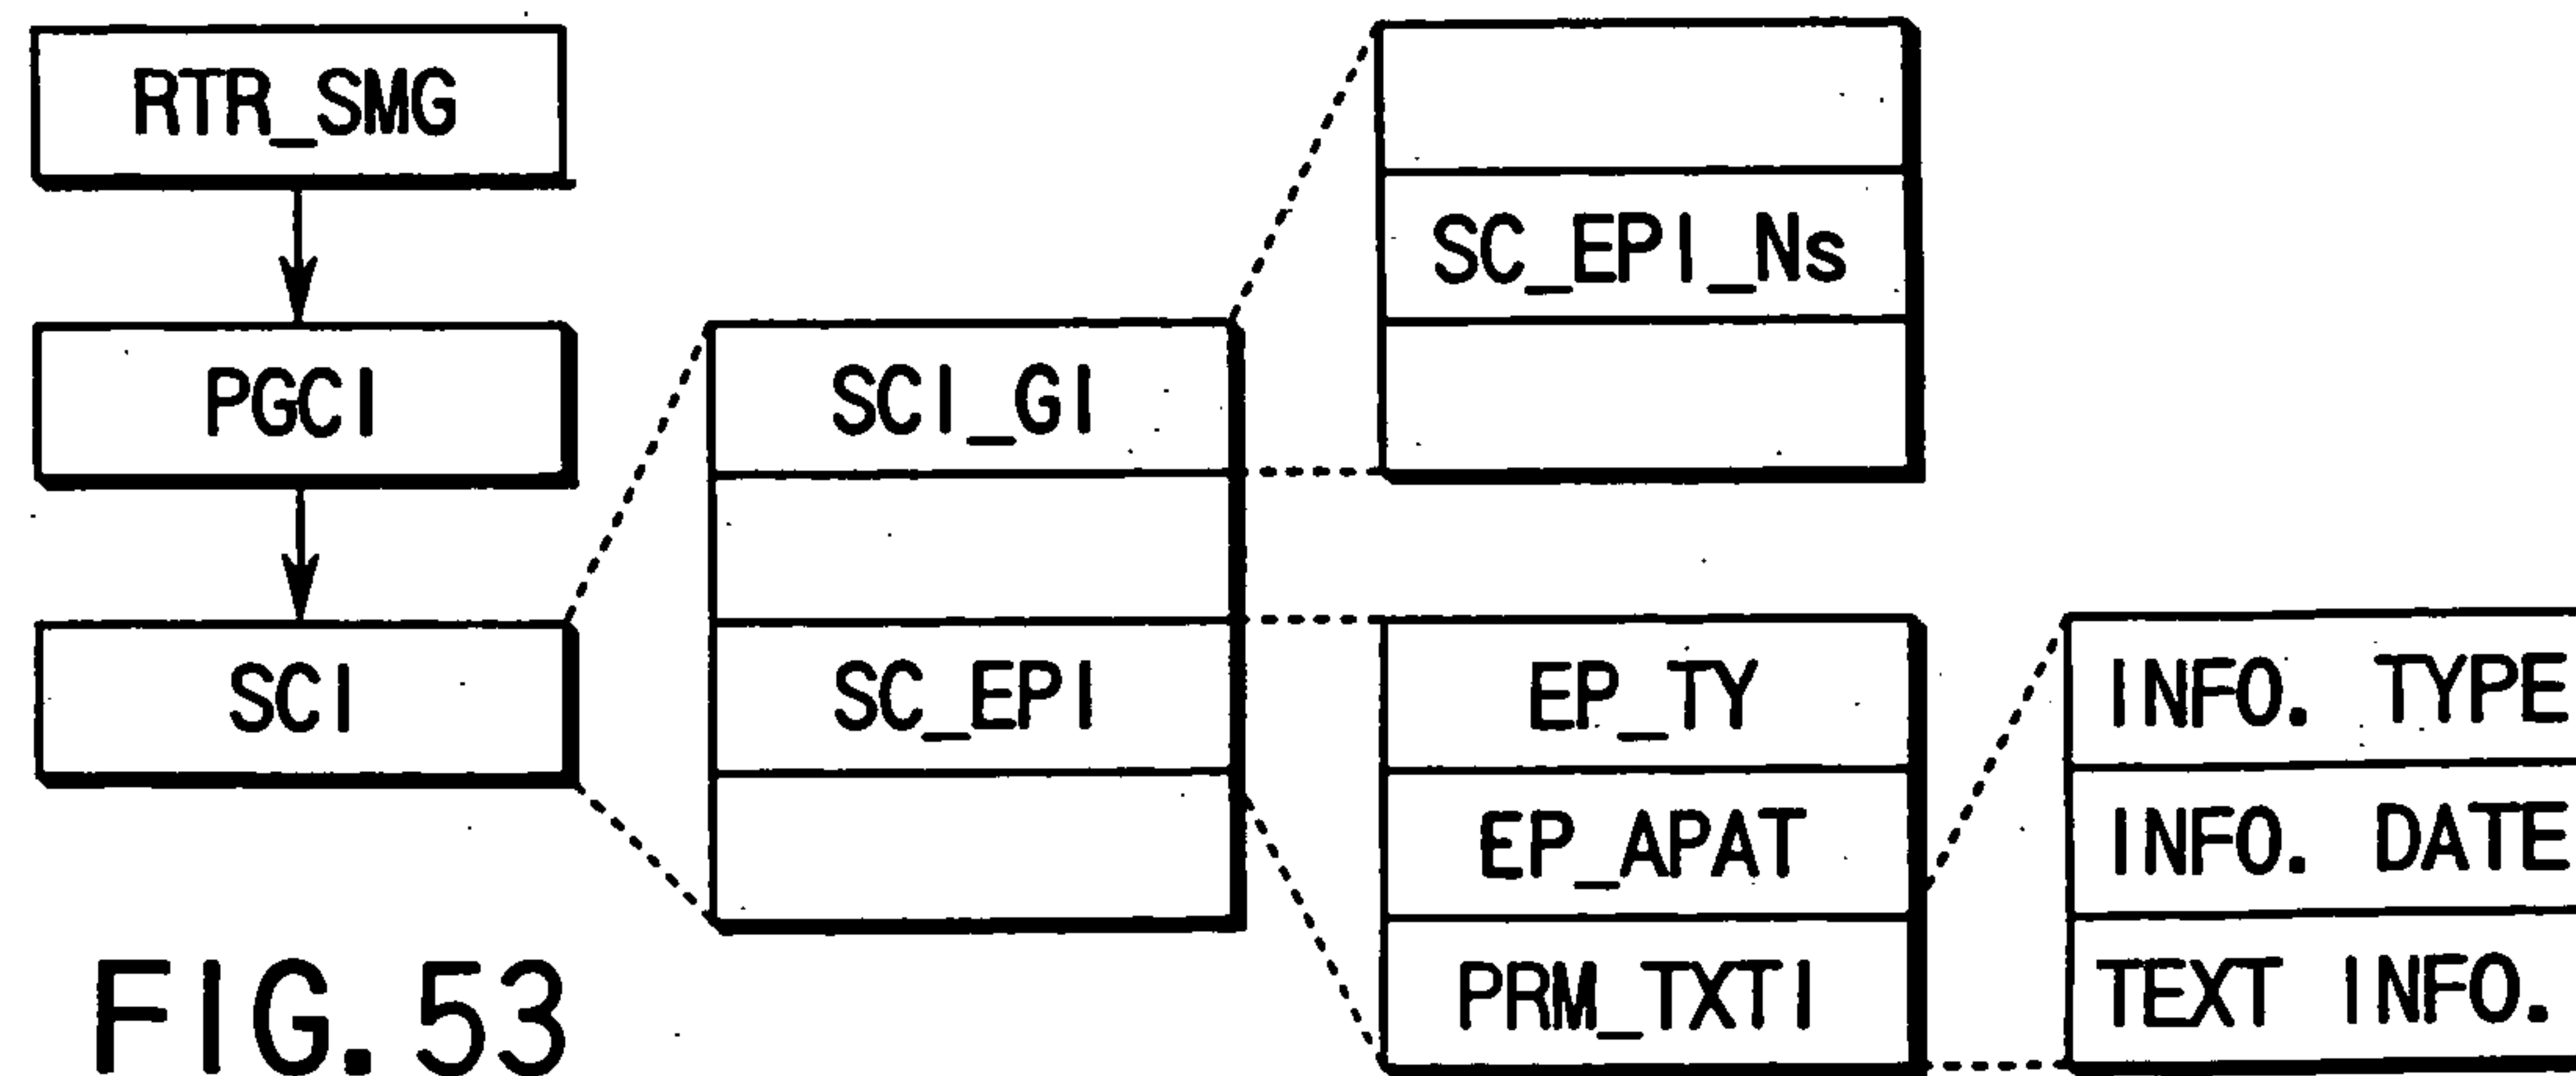 RTR_SMG
PGCI
SCI
SCI_GI
SC_EPI
SC_EPI_Ns
EP_TY
EP_APAT
PRM_TXTI
INFO. TYPE
INFO. DATE
TEXT INFO.
FIG. 53